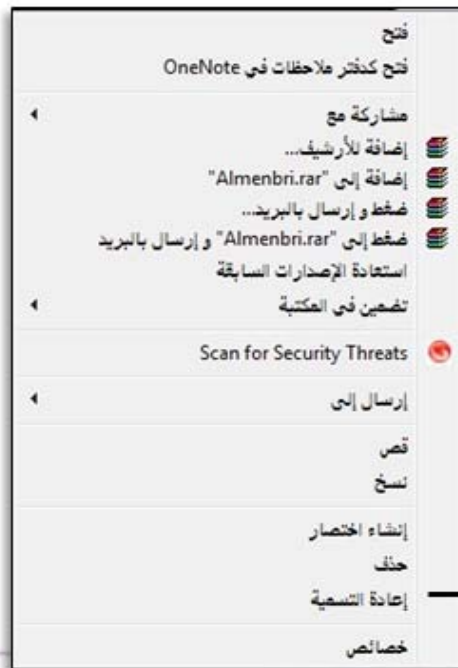 فتح
فتح كدفتر ملاحظات في OneNote
مشاركة مع
إضافة للأرشيف...
إضافة إلى "Almenbri.rar"
ضغط و إرسال بالبريد...
ضغط إلى "Almenbri.rar" و إرسال بالبريد
استعادة الإصدارات السابقة
تضمين في المكتبة
Scan for Security Threats
إرسال إلى
قص
نسخ
إنشاء اختصار
حذف
إعادة التسمية
خصائص